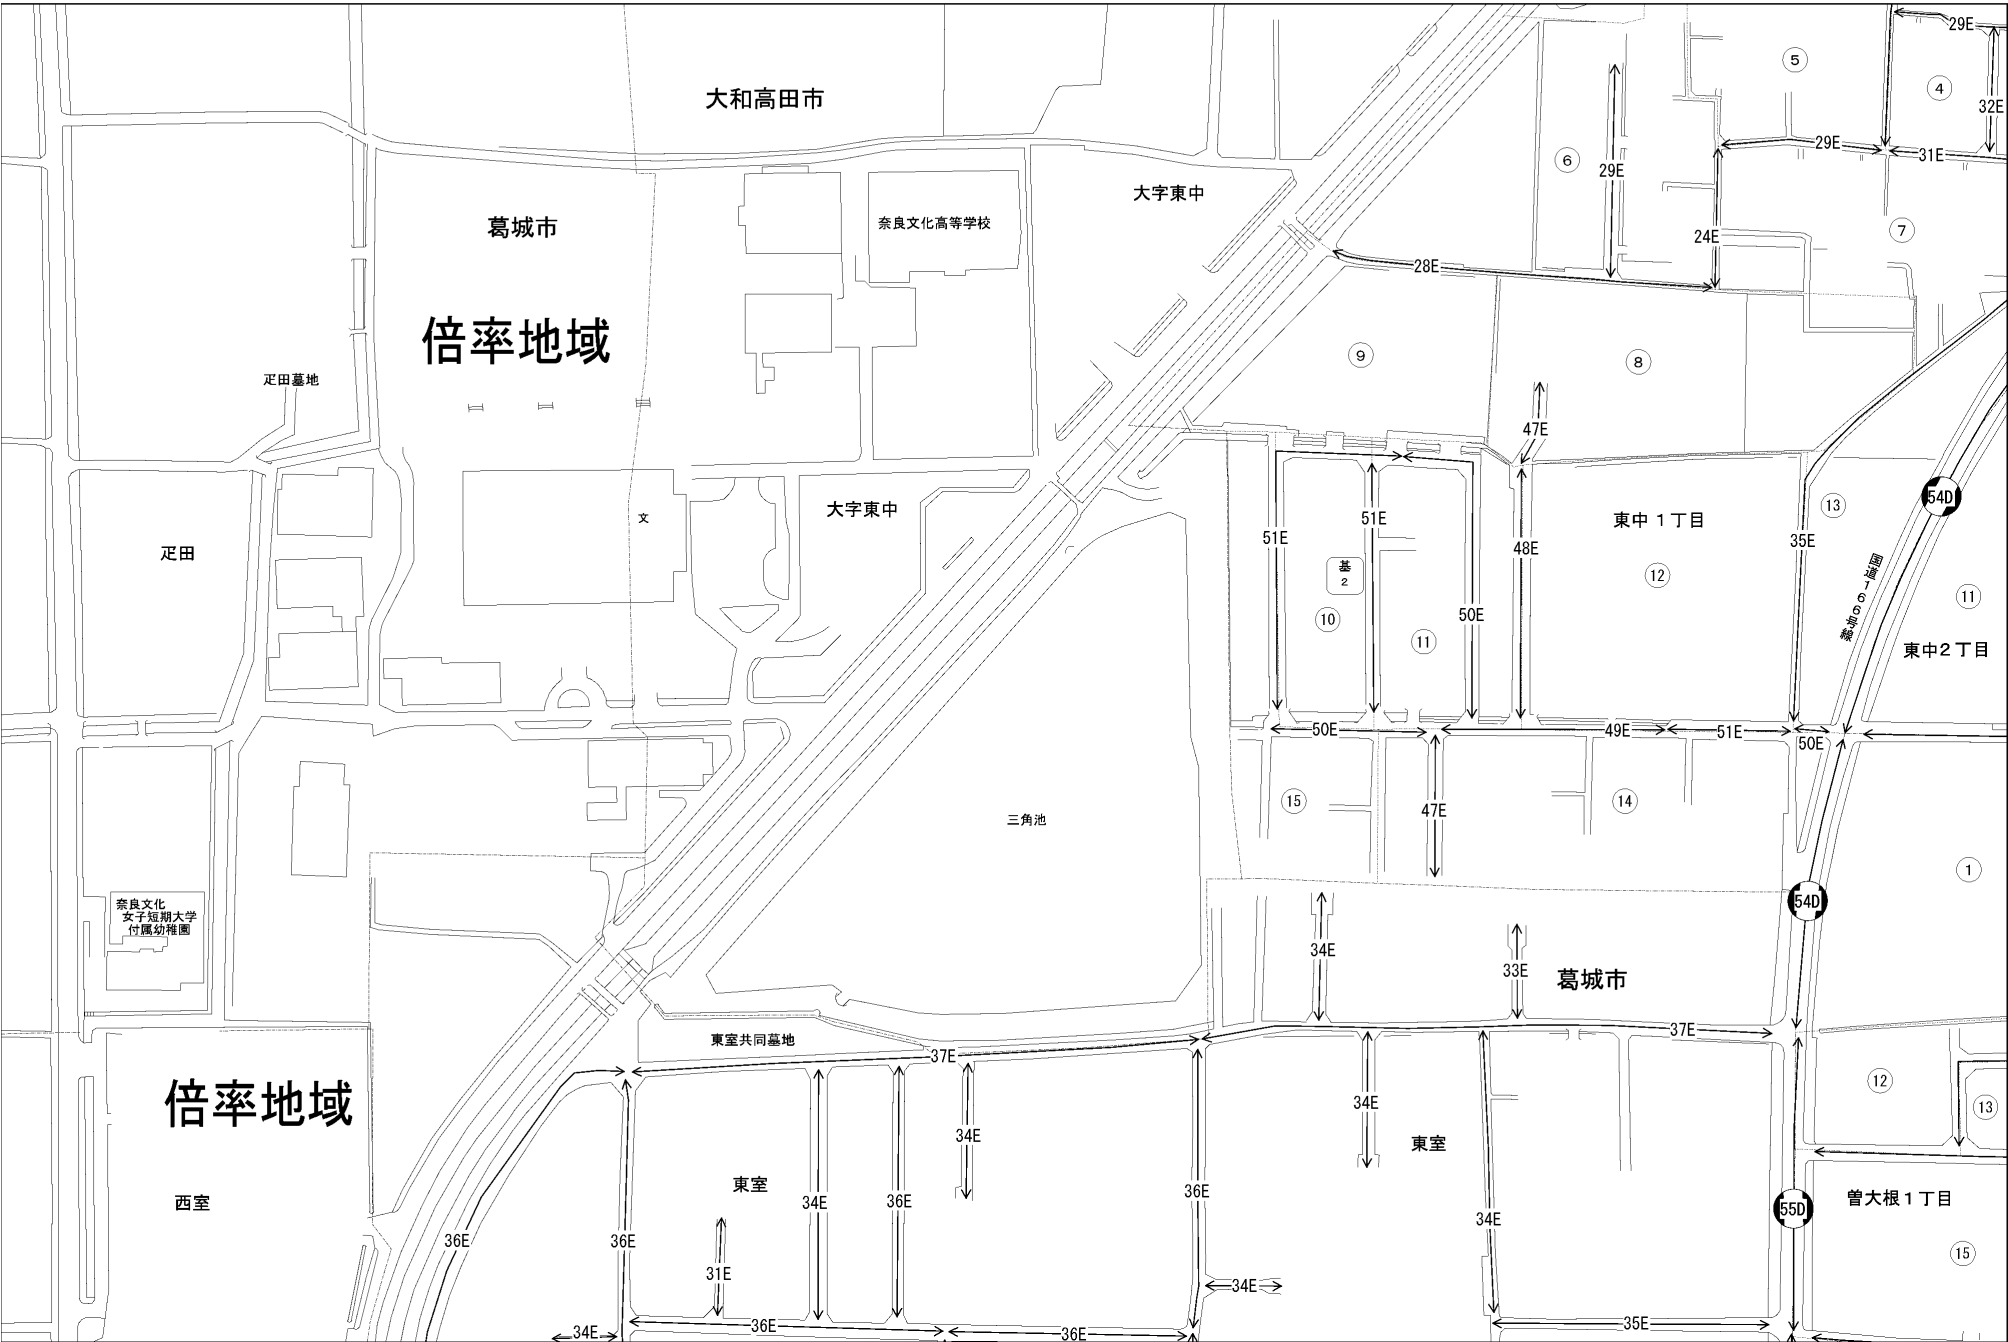 29E
5
4
大和高田市
32E
29E
31E
6
29E
大字東中
奈良文化高等学校
葛城市
7
24E
28E
倍率地域
9
8
疋田墓地
47E
54D
文
大字東中
51E
51E
48E
東中1丁目
13
35E
疋田
基
2
12
国道166号線
11
50E
10
11
東中2丁目
50E
49E
51E
50E
15
47E
14
三角池
1
奈良文化
女子短期大学
付属幼稚園
54D
34E
33E
葛城市
東室共同墓地
37E
37E
12
倍率地域
34E
34E
13
東室
東室
西室
34E
36E
36E
34E
曽大根1丁目
55D
36E
36E
15
31E
34E
34E
36E
36E
35E